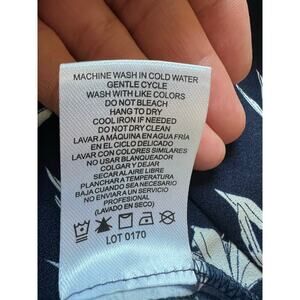 MACHINE WASH IN COLD WATER
GENTLE CYCLE
WASH WITH LIKE COLORS
DO NOT BLEACH
HANG TO DRY
COOL IRON IF NEEDED
DO NOT DRY CLEAN
LAVAR A MÁQUINA EN AGUA FRÍA
EN EL CICLO DELICADO
LAVAR CON COLORES SIMILARES
NO USAR BLANQUEADOR
COLGAR Y DEJAR
SECAR AL AIRE LIBRE
PLANCHAR A TEMPERATURA
BAJA CUANDO SEA NECESARIO
NO ENVIAR A UN SERVICIO
PROFESIONAL
(LAVADO EN SECO)
LOT 0170